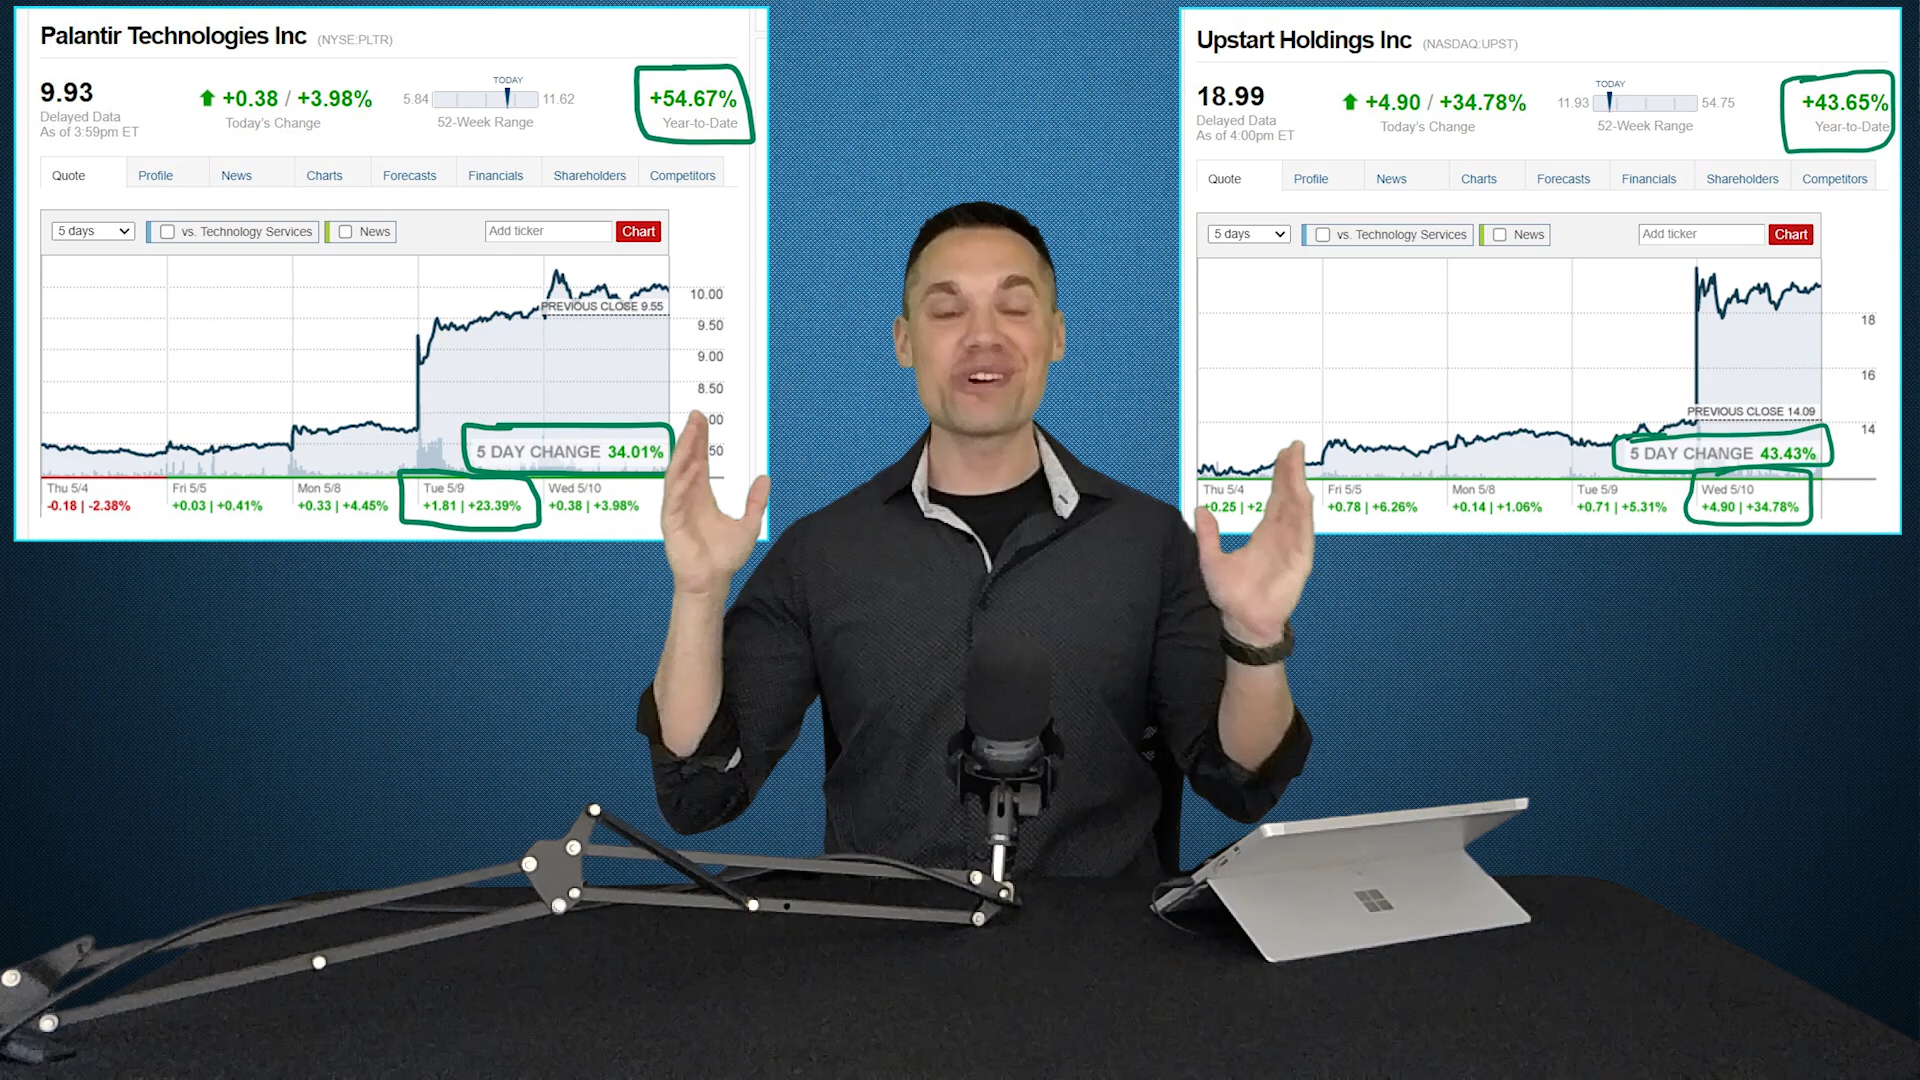 Palantir Technologies Inc (NYSE:PLTR)
9.93
Delayed Data
As of 3:59pm ET
+0.38 / +3.98%
Today's Change
TODAY
5.84 11.62
52-Week Range
+54.67%
Year-to-Date
Quote Profile News Charts Forecasts Financials Shareholders Competitors
5 days vs. Technology Services News Add ticker Chart
10.00
PREVIOUS CLOSE 9.55
9.50
9.00
8.50
00
50
5 DAY CHANGE 34.01%
Thu 5/4 Fri 5/5 Mon 5/8 Tue 5/9 Wed 5/10
-0.18 | -2.38% +0.03 | +0.41% +0.33 | +4.45% +1.81 | +23.39% +0.38 | +3.98%
Upstart Holdings Inc (NASDAQ:UPST)
18.99
Delayed Data
As of 4:00pm ET
+4.90 / +34.78%
Today's Change
TODAY
11.93 54.75
52-Week Range
+43.65%
Year-to-Date
Quote Profile News Charts Forecasts Financials Shareholders Competitors
5 days vs. Technology Services News Add ticker Chart
18
16
PREVIOUS CLOSE 14.09
14
5 DAY CHANGE 43.43%
Thu 5/4 Fri 5/5 Mon 5/8 Tue 5/9 Wed 5/10
+0.25 | +2. +0.78 | +6.26% +0.14 | +1.06% +0.71 | +5.31% +4.90 | +34.78%